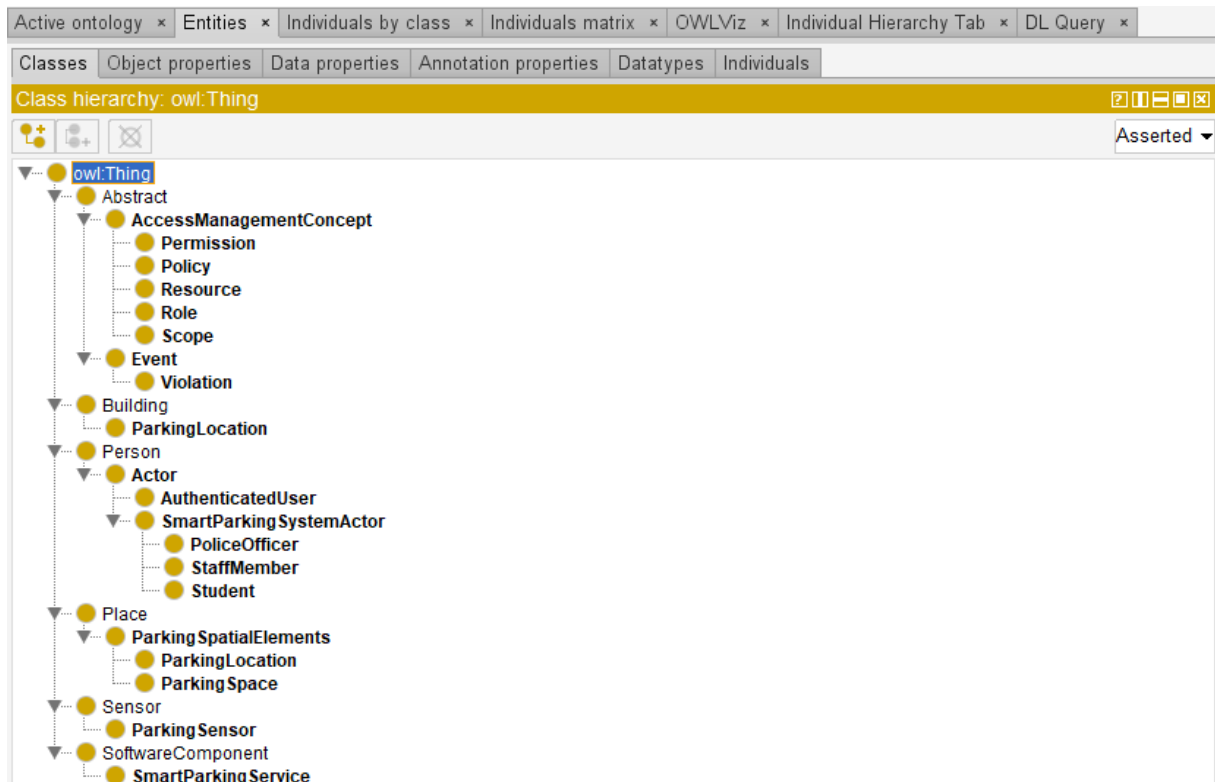 Active ontology × Entities × Individuals by class × Individuals matrix × OWLViz × Individual Hierarchy Tab × DL Query ×
Classes Object properties Data properties Annotation properties Datatypes Individuals
Class hierarchy: owl:Thing
Asserted
owl:Thing
Abstract
AccessManagementConcept
Permission
Policy
Resource
Role
Scope
Event
Violation
Building
ParkingLocation
Person
Actor
AuthenticatedUser
SmartParkingSystemActor
PoliceOfficer
StaffMember
Student
Place
ParkingSpatialElements
ParkingLocation
ParkingSpace
Sensor
ParkingSensor
SoftwareComponent
SmartParkingService